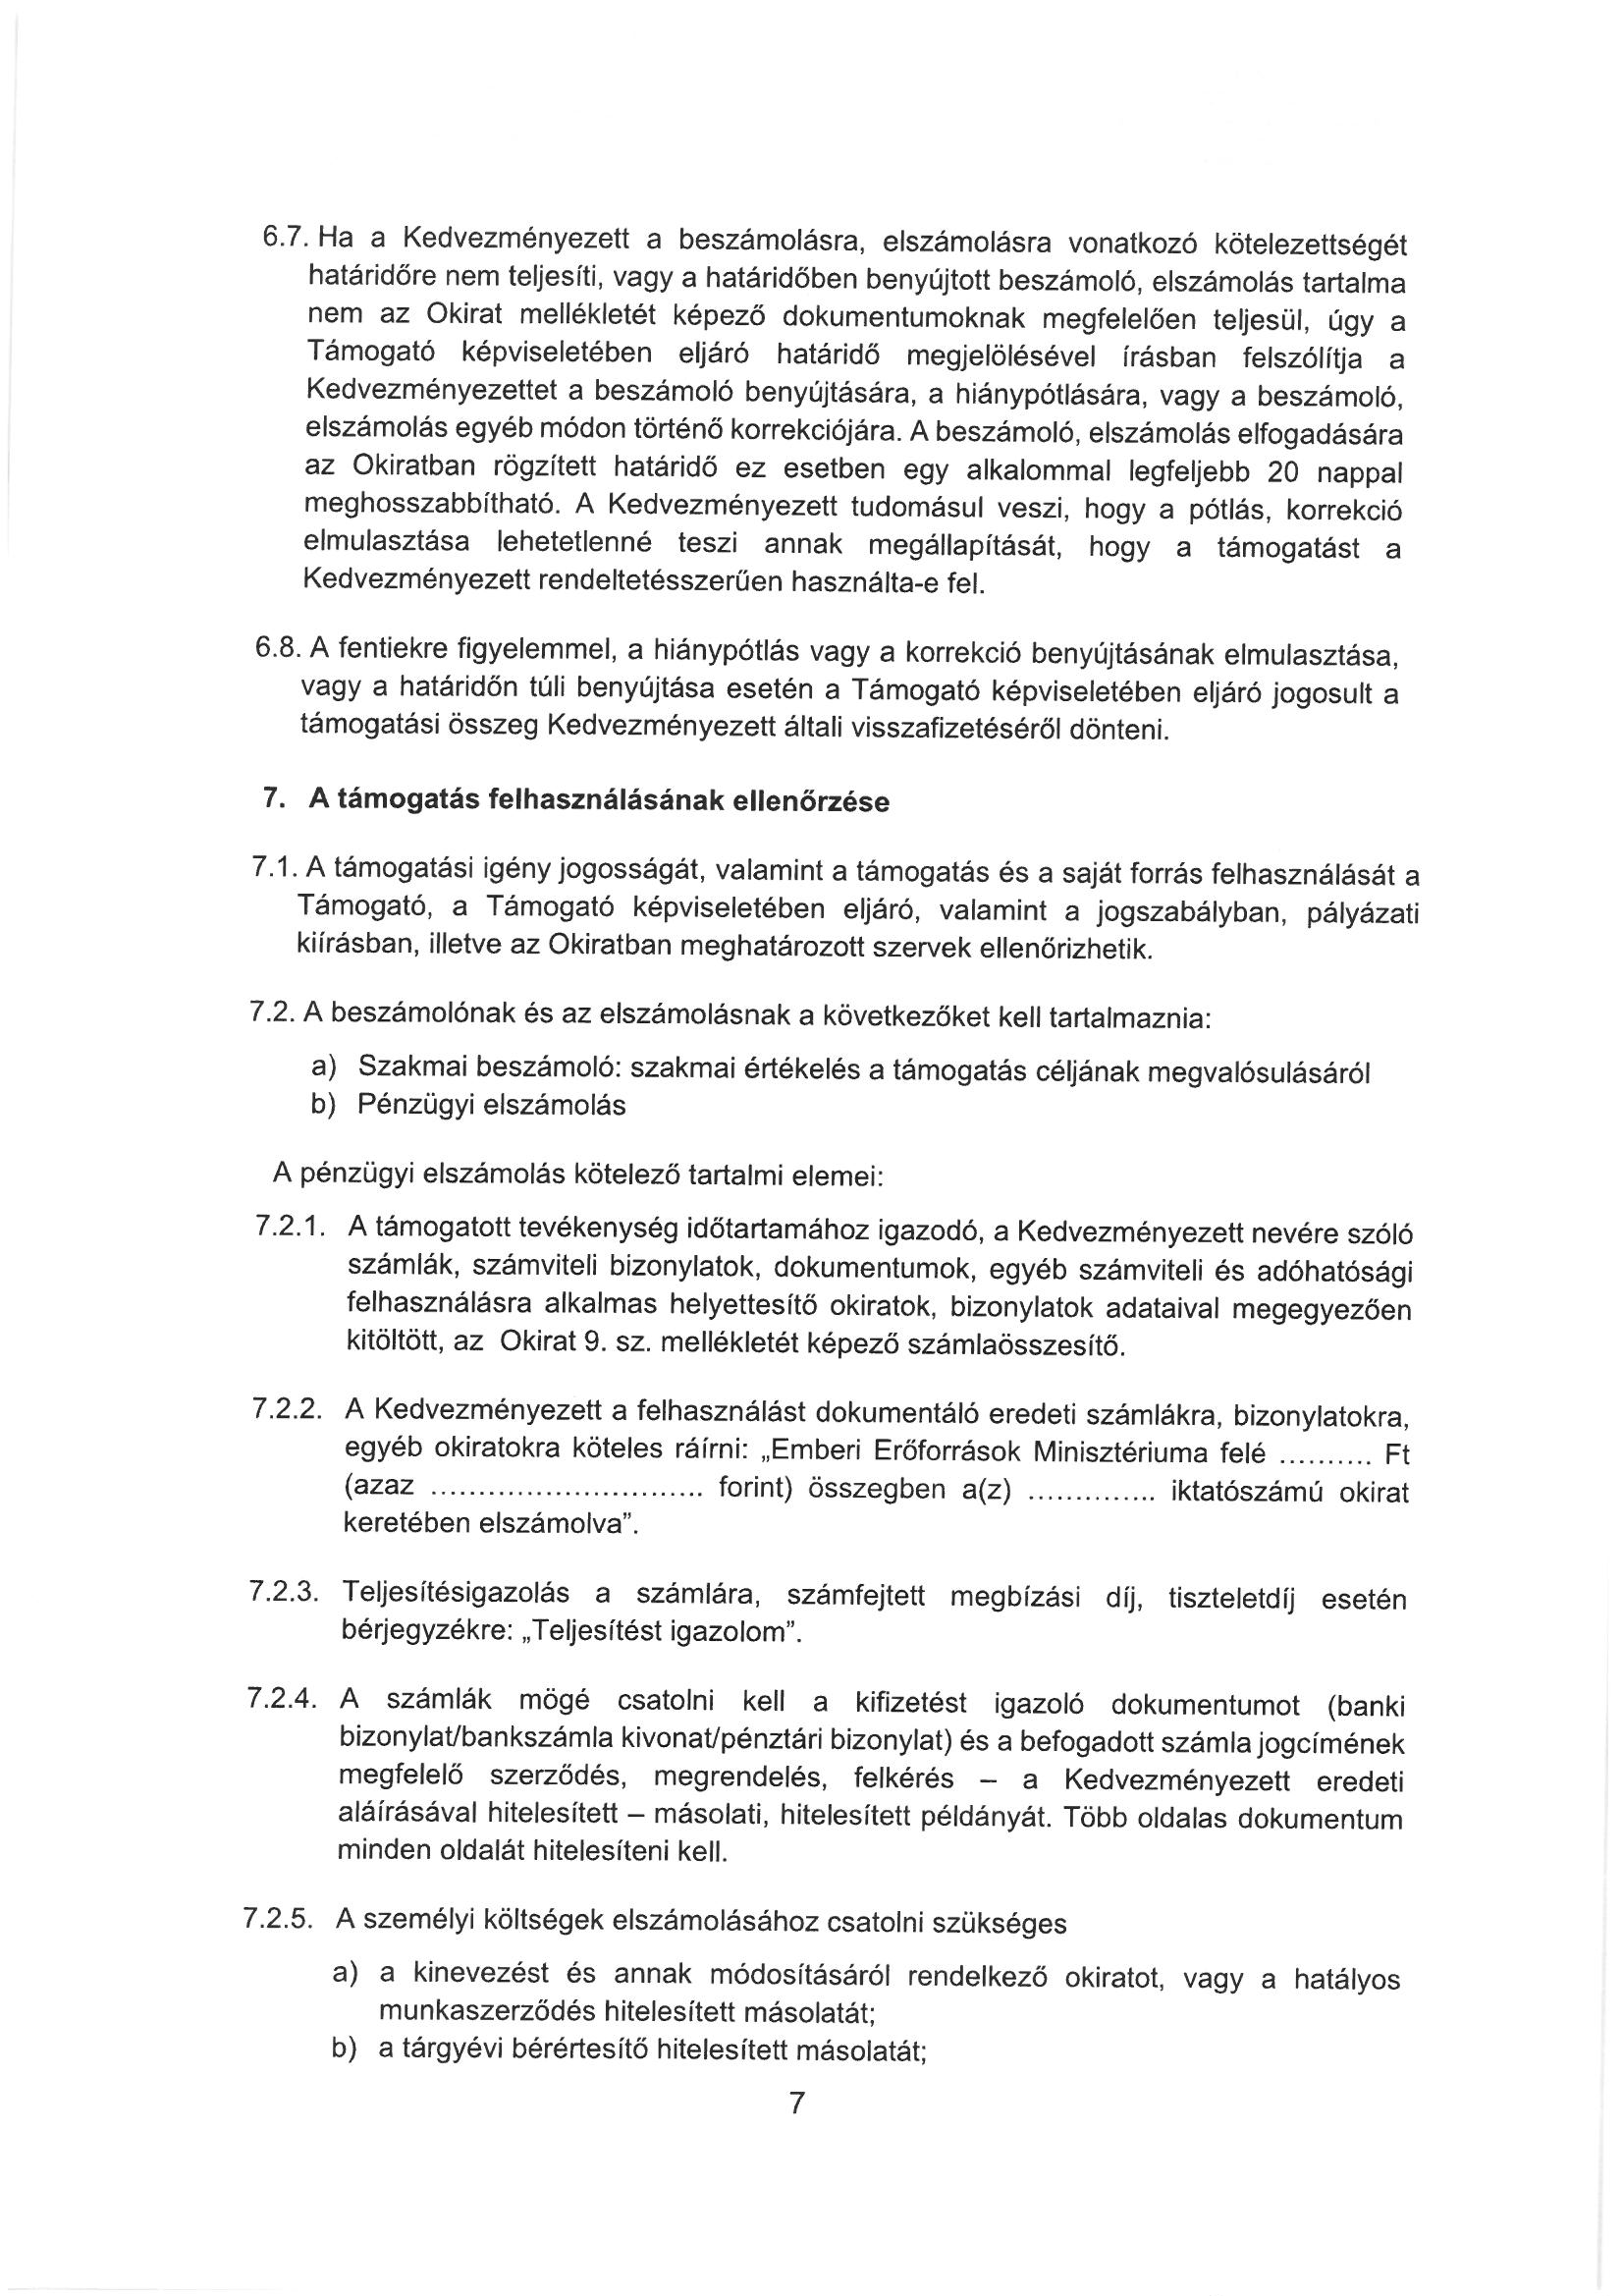 6.7. Ha a Kedvezményezett a beszámolásra, elszámolásra vonatkozó kötelezettségét
határidőre nem teljesíti, vagy a határidőben benyújtott beszámoló, elszámolás tartalma
nem az Okirat mellékletét képező dokumentumoknak megfelelően teljesül, úgy a
Támogató képviseletében eljáró határidő megjelölésével írásban felszólítja a
Kedvezményezettet a beszámoló benyújtására, a hiánypótlására, vagy a beszámoló,
elszámolás egyéb módon történő korrekciójára. A beszámoló, elszámolás elfogadására
az Okiratban rögzített határidő ez esetben egy alkalommal legfeljebb 20 nappal
meghosszabbítható. A Kedvezményezett tudomásul veszi, hogy a pótlás, korrekció
elmulasztása lehetetlenné teszi annak megállapítását, hogy a támogatást a
Kedvezményezett rendeltetésszerűen használta-e fel.
6.8. A fentiekre figyelemmel, a hiánypótlás vagy a korrekció benyújtásának elmulasztása,
vagy a határidőn túli benyújtása esetén a Támogató képviseletében eljáró jogosult a
támogatási összeg Kedvezményezett általi visszafizetéséről dönteni.
7. A támogatás felhasználásának ellenőrzése
7.1. A támogatási igény jogosságát, valamint a támogatás és a saját forrás felhasználását a
Támogató, a Támogató képviseletében eljáró, valamint a jogszabályban, pályázati
kiírásban, illetve az Okiratban meghatározott szervek ellenőrizhetik.
7.2. A beszámolónak és az elszámolásnak a következőket kell tartalmaznia:
a) Szakmai beszámoló: szakmai értékelés a támogatás céljának megvalósulásáról
b) Pénzügyi elszámolás
A pénzügyi elszámolás kötelező tartalmi elemei:
7.2.1. A támogatott tevékenység időtartamához igazodó, a Kedvezményezett nevére szóló
számlák, számviteli bizonylatok, dokumentumok, egyéb számviteli és adóhatósági
felhasználásra alkalmas helyettesítő okiratok, bizonylatok adataival megegyezően
kitöltött, az Okirat 9. sz. mellékletét képező számlaösszesítő.
7.2.2. A Kedvezményezett a felhasználást dokumentáló eredeti számlákra, bizonylatokra,
egyéb okiratokra köteles ráírni: „Emberi Erőforrások Minisztériuma felé .......... Ft
(azaz ............................. forint) összegben a(z) .............. iktatószámú okirat
keretében elszámolva”.
7.2.3. Teljesítésigazolás a számlára, számfejtett megbízási díj, tiszteletdíj esetén
bérjegyzékre: „Teljesítést igazolom”.
7.2.4. A számlák mögé csatolni kell a kifizetést igazoló dokumentumot (banki
bizonylat/bankszámla kivonat/pénztári bizonylat) és a befogadott számla jogcímének
megfelelő szerződés, megrendelés, felkérés – a Kedvezményezett eredeti
aláírásával hitelesített – másolati, hitelesített példányát. Több oldalas dokumentum
minden oldalát hitelesíteni kell.
7.2.5. A személyi költségek elszámolásához csatolni szükséges
a) a kinevezést és annak módosításáról rendelkező okiratot, vagy a hatályos
munkaszerződés hitelesített másolatát;
b) a tárgyévi bérértesítő hitelesített másolatát;
7